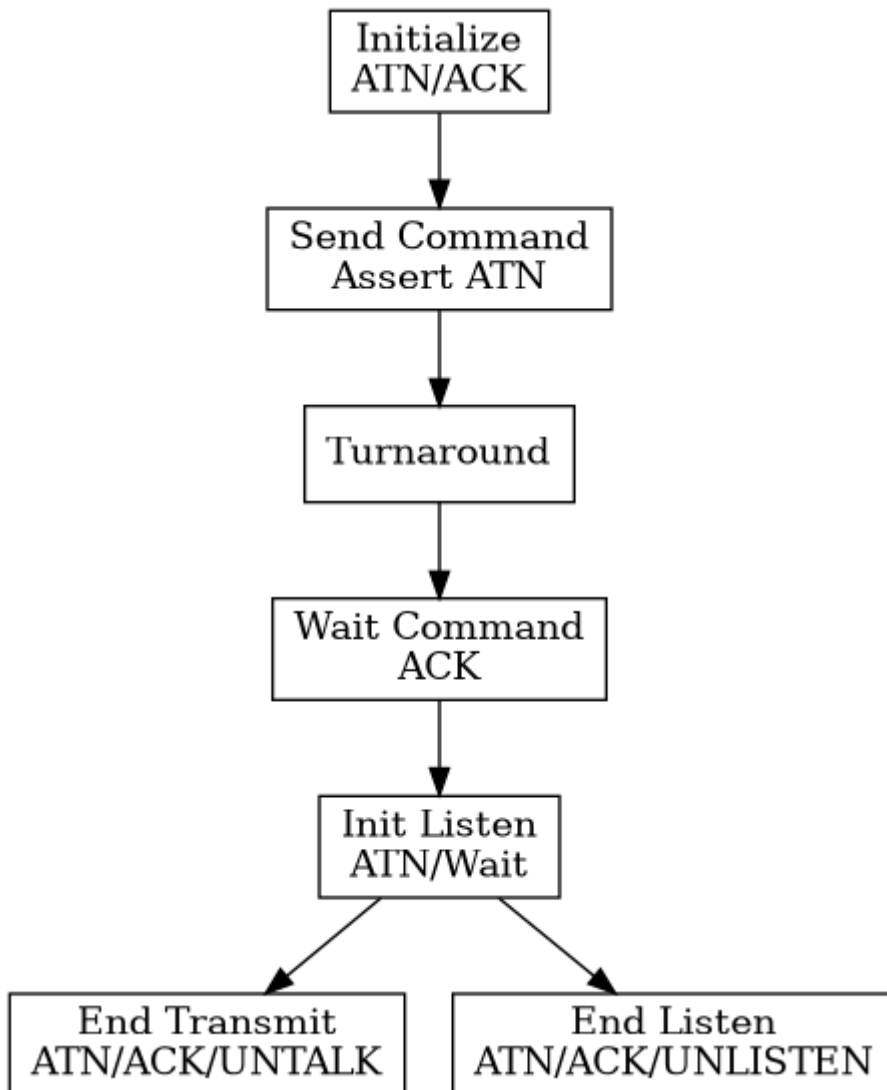 Initialize
ATN/ACK
Send Command
Assert ATN
Turnaround
Wait Command
ACK
Init Listen
ATN/Wait
End Transmit
ATN/ACK/UNTALK
End Listen
ATN/ACK/UNLISTEN